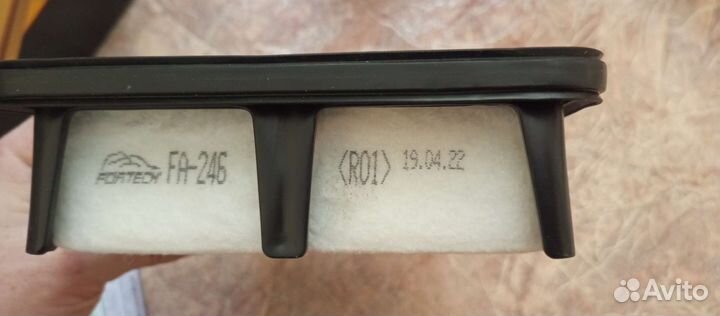 FORTECH FA-246
<R01> 19.04.22
Avito